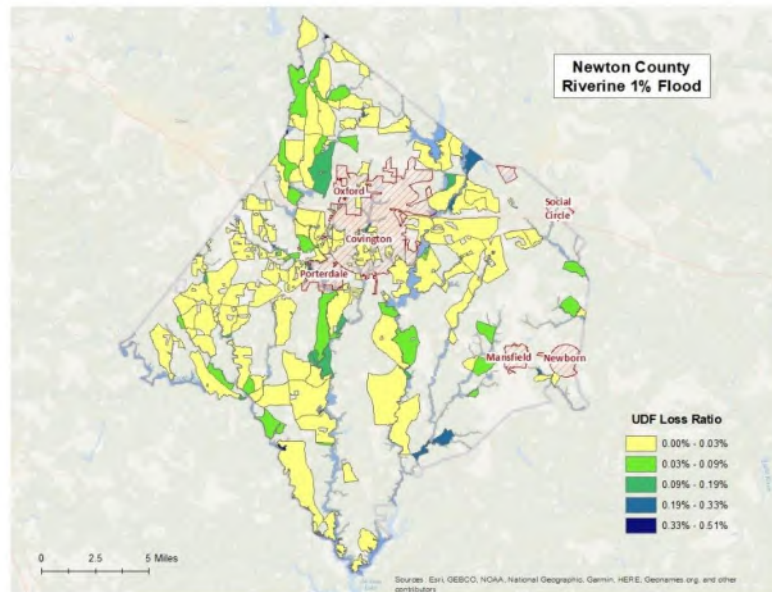 Newton County
Riverine 1% Flood
Oxford
Social
Circle
Covington
Porterdale
Mansfield
Newborn
UDF Loss Ratio
0.00% - 0.03%
0.03% - 0.09%
0.09% - 0.19%
0.19% - 0.33%
0.33% - 0.51%
0 2.5 5 Miles
Sources: Esri, GEBCO, NOAA, National Geographic, Garmin, HERE, Geonames.org, and other
contributors